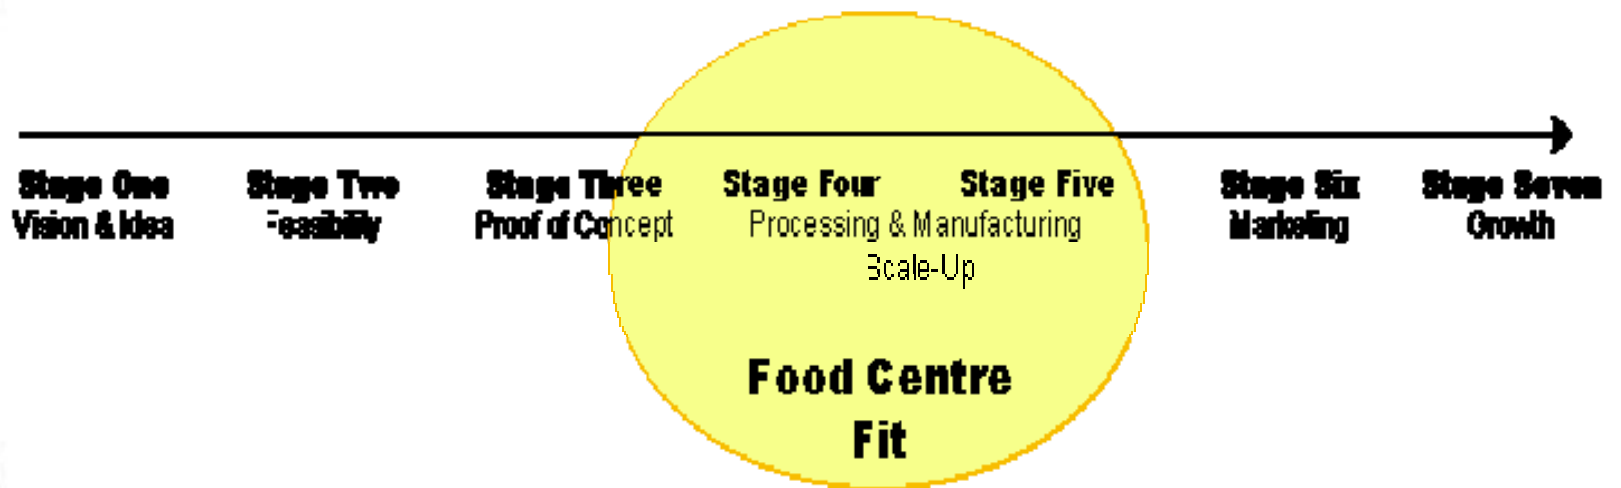 Stage One Stage Two Stage Three Stage Four Stage Five Stage Six Stage Seven
Vision & Idea Feasibility Proof of Concept Processing & Manufacturing Marketing Growth
Scale-Up
Food Centre
Fit